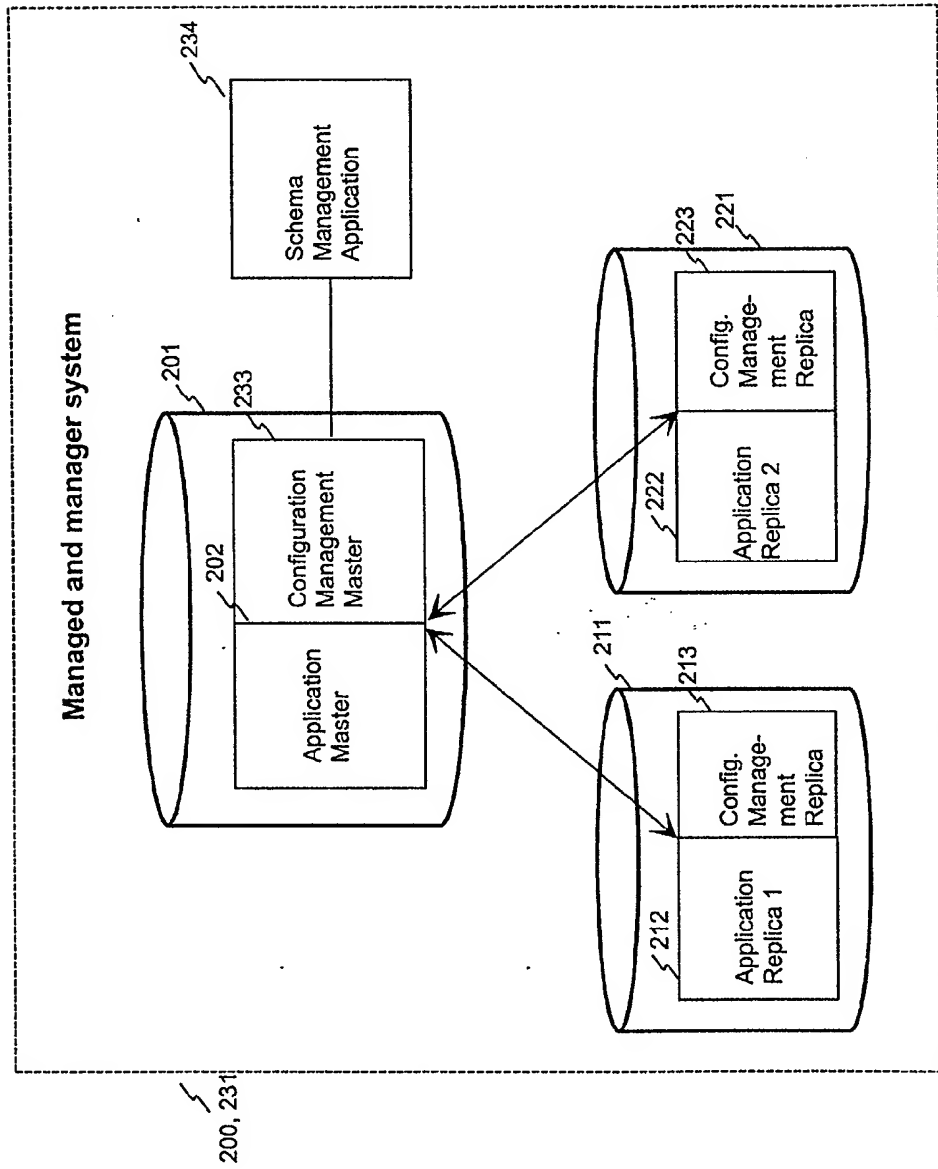 Managed and manager system
234
Schema
Management
Application
201
233
202
Application
Master
Configuration
Management
Master
211
213
212
Application
Replica 1
Config.
Manage-
ment
Replica
221
223
222
Application
Replica 2
Config.
Manage-
ment
Replica
200, 231